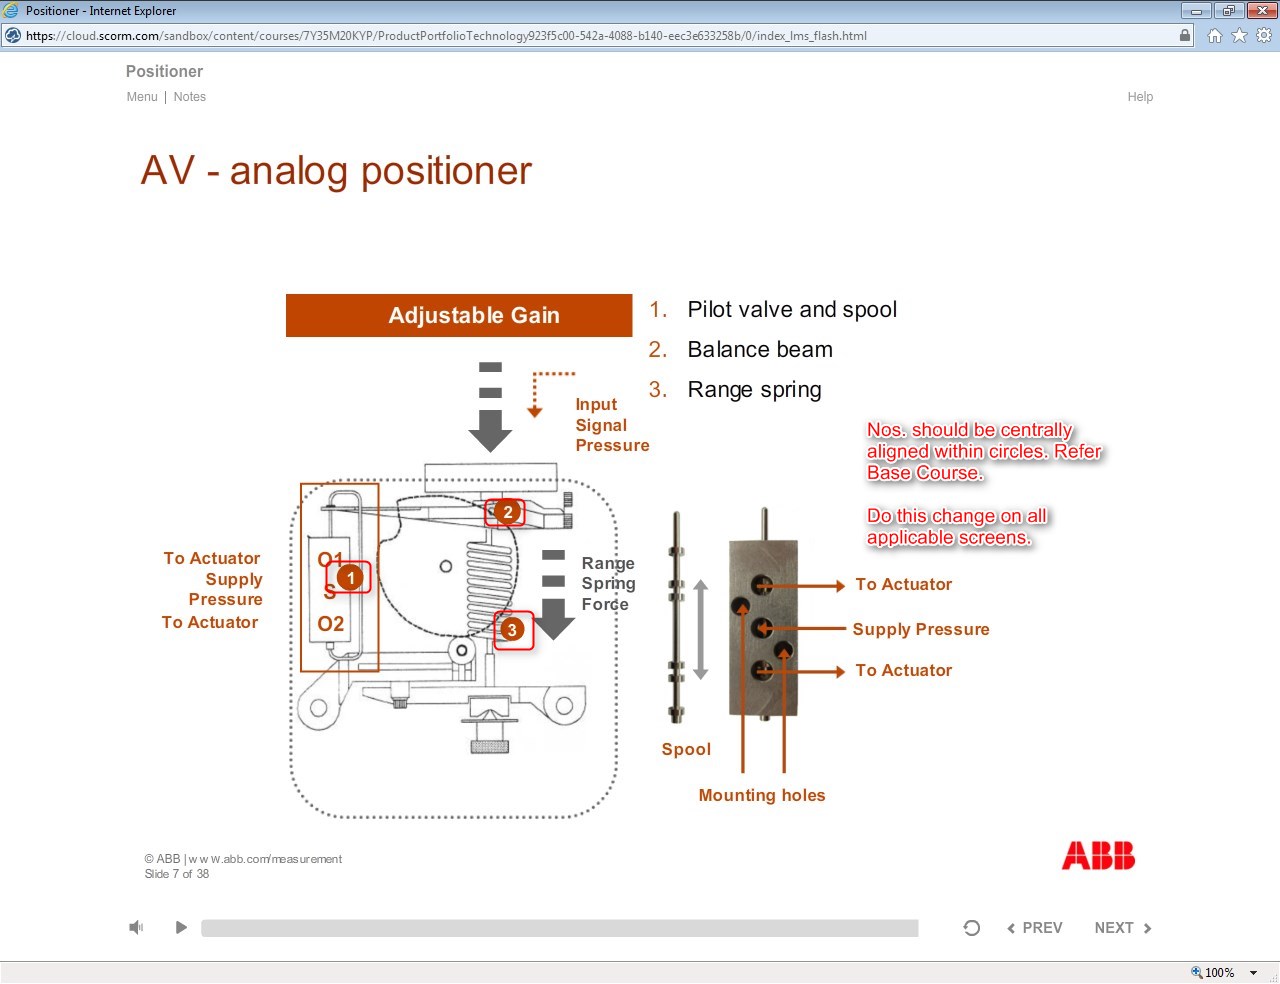 Positioner - Internet Explorer
https://cloud.scorm.com/sandbox/content/courses/7Y35M20KYP/ProductPortfolioTechnology923f5c00-542a-4088-b140-eec3e633258b/0/index_lms_flash.html
Positioner
Menu | Notes
Help
AV - analog positioner
Adjustable Gain
1. Pilot valve and spool
2. Balance beam
3. Range spring
Input
Signal
Pressure
Nos. should be centrally
aligned within circles. Refer
Base Course.
Do this change on all
applicable screens.
2
To Actuator
Supply
Pressure
To Actuator
O1
1
S
O2
Range
Spring
Force
3
To Actuator
Supply Pressure
To Actuator
Spool
Mounting holes
© ABB | www.abb.com/measurement
Slide 7 of 38
ABB
PREV
NEXT
100%